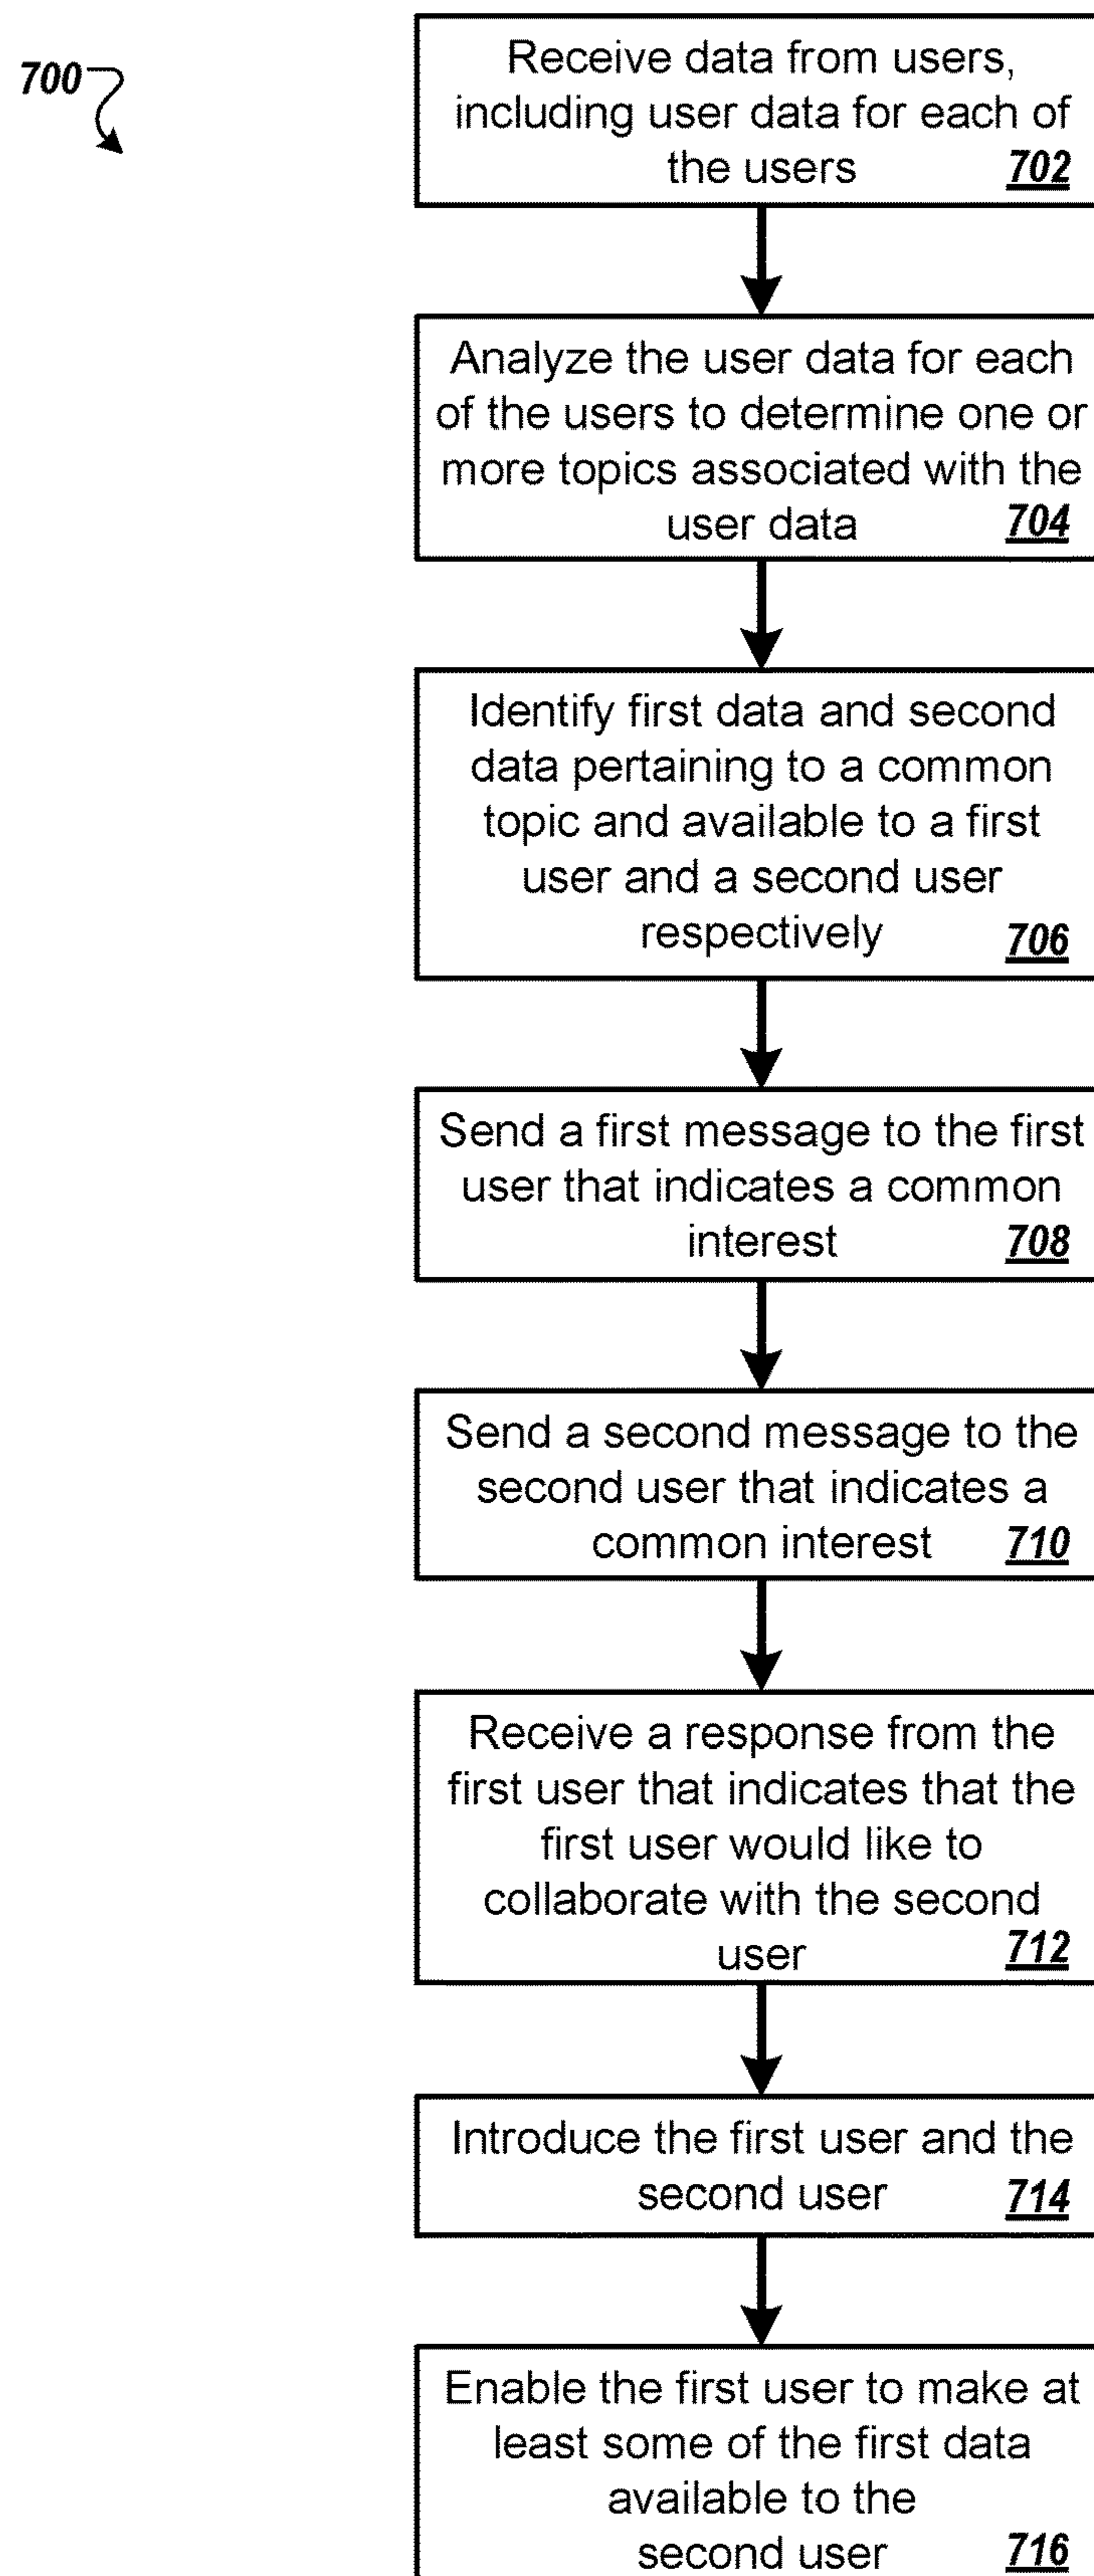 700
Receive data from users,
including user data for each of
the users 702
Analyze the user data for each
of the users to determine one or
more topics associated with the
user data 704
Identify first data and second
data pertaining to a common
topic and available to a first
user and a second user
respectively 706
Send a first message to the first
user that indicates a common
interest 708
Send a second message to the
second user that indicates a
common interest 710
Receive a response from the
first user that indicates that the
first user would like to
collaborate with the second
user 712
Introduce the first user and the
second user 714
Enable the first user to make at
least some of the first data
available to the
second user 716